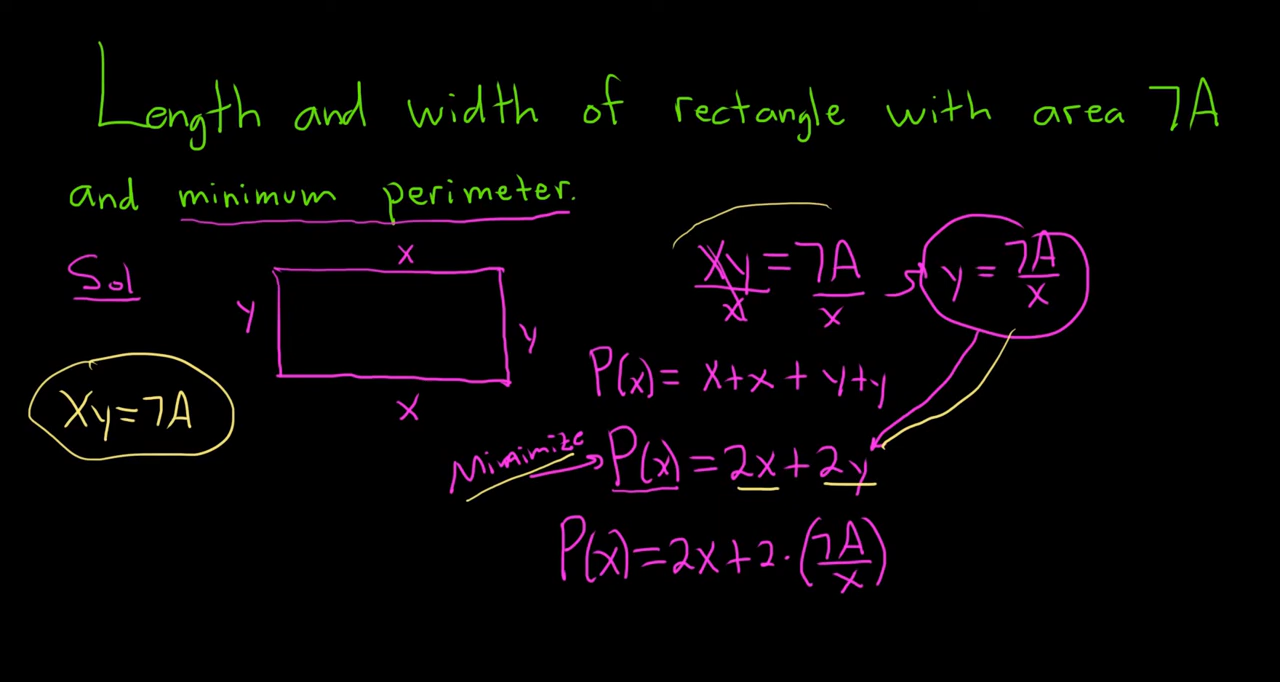 Length and width of rectangle with area 7A
and minimum perimeter.
Sol
x
y
y
x
Xy=7A
Xy/x = 7A/x → y = 7A/x
P(x) = x+x + y+y
Minimize → P(x) = 2x + 2y
P(x) = 2x + 2·(7A/x)